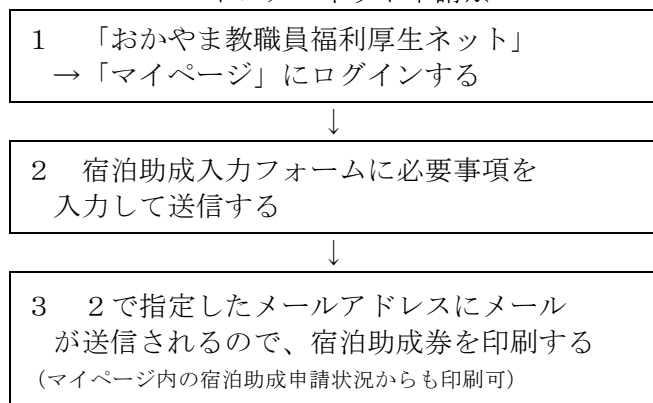 1　「おかやま教職員福利厚生ネット」
→「マイページ」にログインする
↓
2　宿泊助成入力フォームに必要事項を
入力して送信する
↓
3　2で指定したメールアドレスにメール
が送信されるので、宿泊助成券を印刷する
（マイページ内の宿泊助成申請状況からも印刷可）